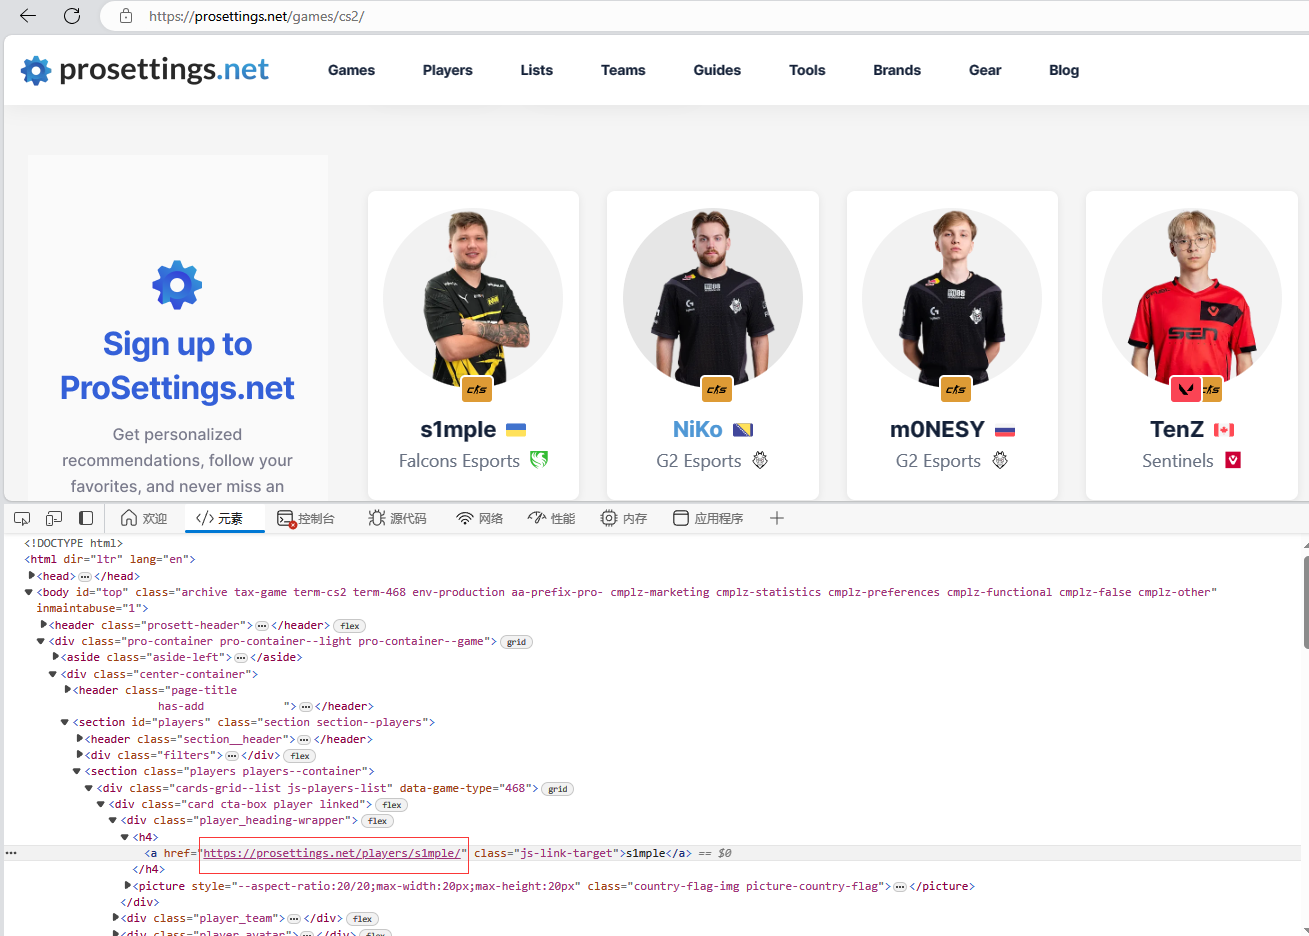 https://prosettings.net/games/cs2/
prosettings.net Games Players Lists Teams Guides Tools Brands Gear Blog
Sign up to
ProSettings.net
Get personalized
recommendations, follow your
favorites, and never miss an
s1mple
Falcons Esports
NiKo
G2 Esports
m0NESY
G2 Esports
SEN
TenZ
Sentinels
欢迎 </> 元素 控制台 源代码 网络 性能 内存 应用程序
<!DOCTYPE html>
<html dir="ltr" lang="en">
<head> ••• </head>
<body id="top" class="archive tax-game term-cs2 term-468 env-production aa-prefix-pro- cmplz-marketing cmplz-statistics cmplz-preferences cmplz-functional cmplz-false cmplz-other"
inmaintabuse="1">
<header class="prosett-header"> ••• </header> flex
<div class="pro-container pro-container--light pro-container--game"> grid
<aside class="aside-left"> ••• </aside>
<div class="center-container">
<header class="page-title
has-add "> ••• </header>
<section id="players" class="section section--players">
<header class="section__header"> ••• </header>
<div class="filters"> ••• </div> flex
<section class="players players--container">
<div class="cards-grid--list js-players-list" data-game-type="468"> grid
<div class="card cta-box player linked"> flex
<div class="player_heading-wrapper"> flex
<h4>
••• <a href="https://prosettings.net/players/s1mple/" class="js-link-target">s1mple</a> == $0
</h4>
<picture style="--aspect-ratio:20/20;max-width:20px;max-height:20px" class="country-flag-img picture-country-flag"> ••• </picture>
</div>
<div class="player_team"> ••• </div> flex
<div class="player_avatar"> ••• </div> flex